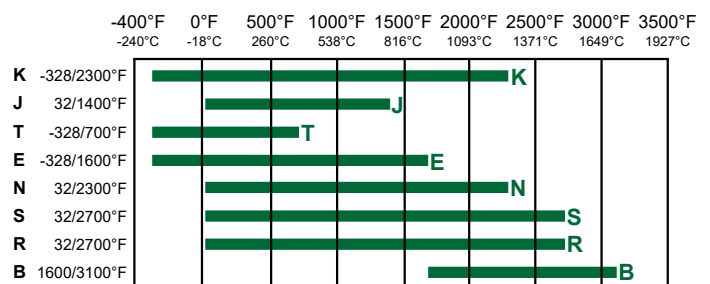 -400°F 0°F 500°F 1000°F 1500°F 2000°F 2500°F 3000°F 3500°F
-240°C -18°C 260°C 538°C 816°C 1093°C 1371°C 1649°C 1927°C
K -328/2300°F K
J 32/1400°F J
T -328/700°F T
E -328/1600°F E
N 32/2300°F N
S 32/2700°F S
R 32/2700°F R
B 1600/3100°F B